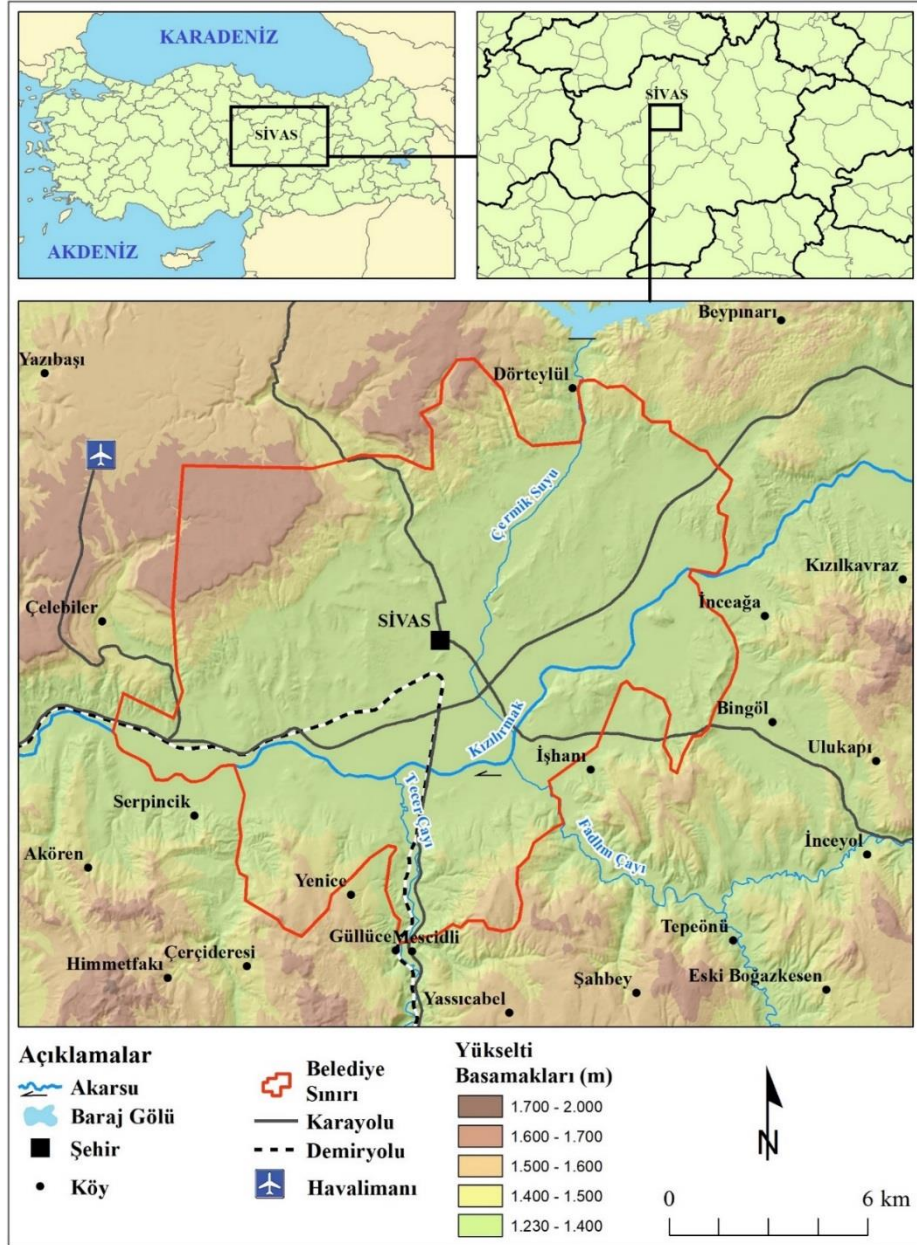 KARADENİZ
SİVAS
AKDENİZ
SİVAS
Beypınarı
Yazıbaşı
Dörteylül
Çermik Suyu
Kızılkavraz
Çelebiler
İnceağa
SİVAS
Bingöl
Kızılırmak
Ulukapı
İşhanı
Tecer Çayı
Serpincik
Fadlım Çayı
İnceyol
Akören
Yenice
Tepeönü
Güllüce
Mescidli
Çerçideresi
Himmetfakı
Şahbey
Eski Boğazkesen
Yassıcabel
Açıklamalar
Akarsu
Baraj Gölü
Şehir
Köy
Belediye
Sınırı
Karayolu
Demiryolu
Havalimanı
Yükselti
Basamakları (m)
1.700 - 2.000
1.600 - 1.700
1.500 - 1.600
1.400 - 1.500
1.230 - 1.400
N
0 6 km